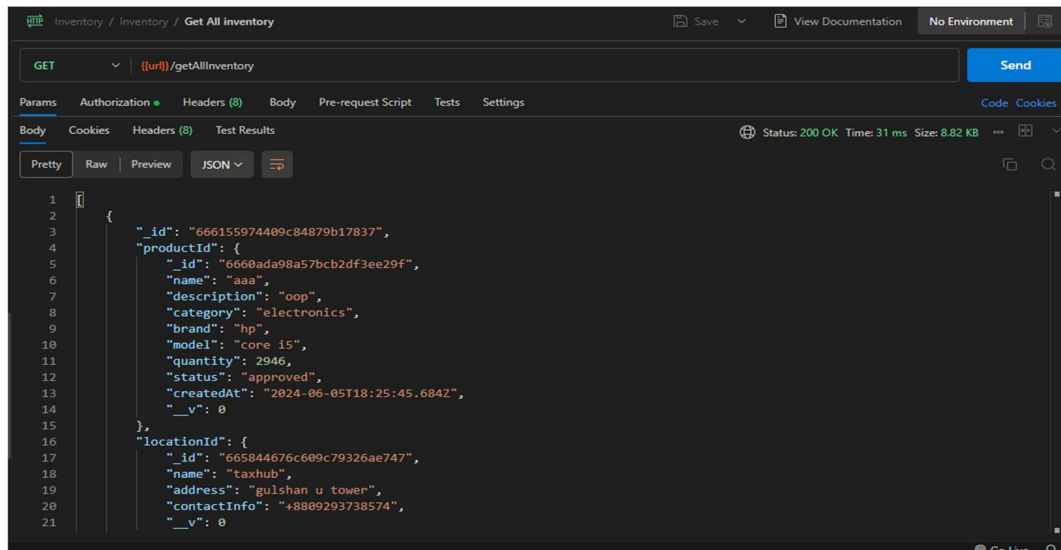 HTTP Inventory / Inventory / Get All inventory Save View Documentation No Environment
GET {{url}}/getAllInventory Send
Params Authorization Headers (8) Body Pre-request Script Tests Settings Code Cookies
Body Cookies Headers (8) Test Results Status: 200 OK Time: 31 ms Size: 8.82 KB
Pretty Raw Preview JSON
1 [
2 {
3 "_id": "666155974409c84879b17837",
4 "productId": {
5 "_id": "6660ada98a57bcb2df3ee29f",
6 "name": "aaa",
7 "description": "oop",
8 "category": "electronics",
9 "brand": "hp",
10 "model": "core i5",
11 "quantity": 2946,
12 "status": "approved",
13 "createdAt": "2024-06-05T18:25:45.684Z",
14 "__v": 0
15 },
16 "locationId": {
17 "_id": "665844676c609c79326ae747",
18 "name": "taxhub",
19 "address": "gulshan u tower",
20 "contactInfo": "+8809293738574",
21 "__v": 0
Go Live